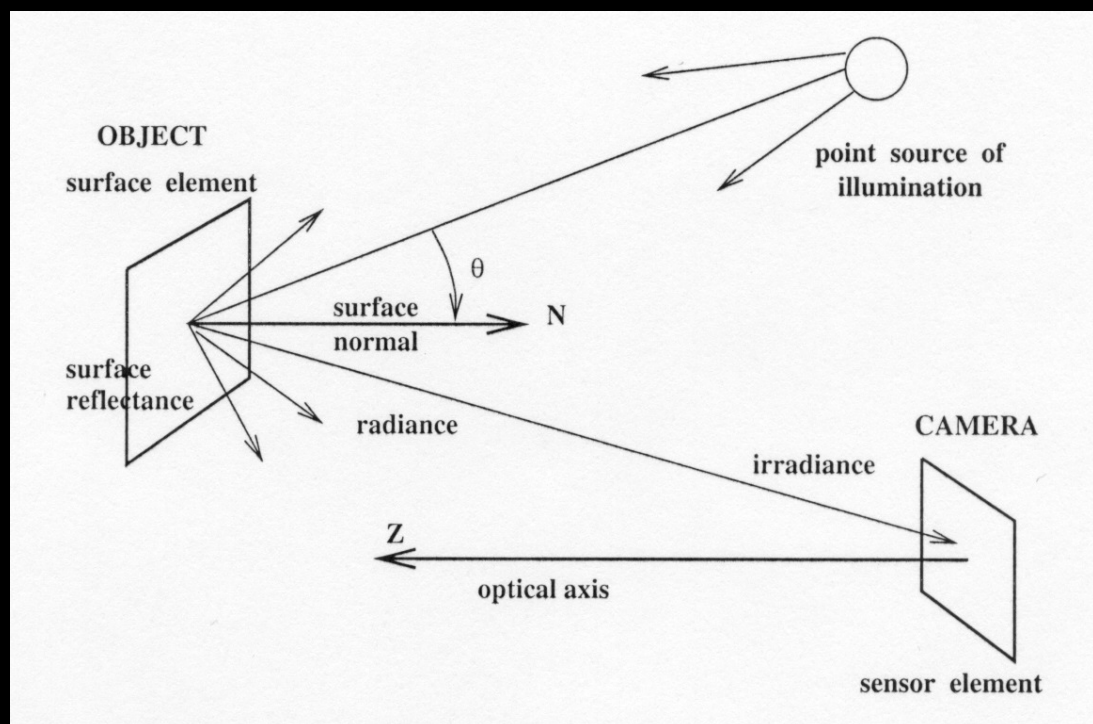 OBJECT
surface element
point source of
illumination
θ
surface
normal
N
surface
reflectance
radiance
CAMERA
irradiance
Z
optical axis
sensor element